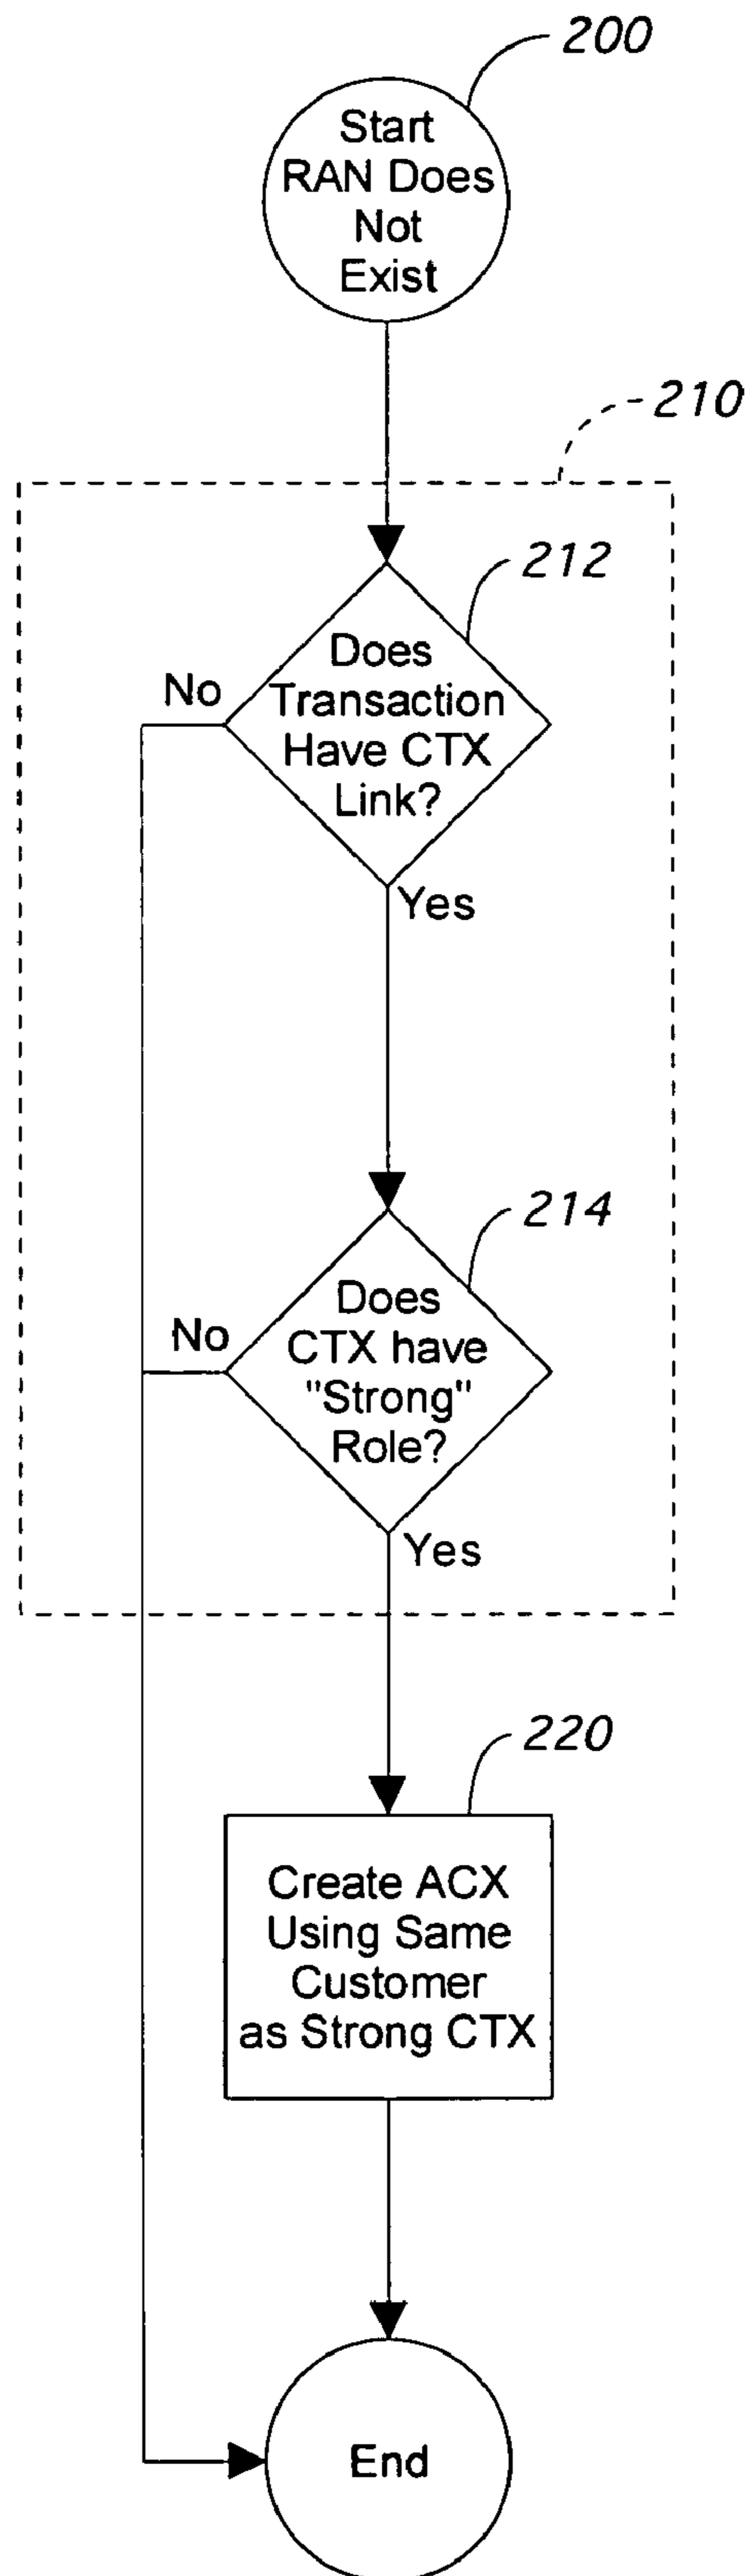 200
Start
RAN Does
Not
Exist
210
212
Does
Transaction
Have CTX
Link?
No
Yes
214
Does
CTX have
"Strong"
Role?
No
Yes
220
Create ACX
Using Same
Customer
as Strong CTX
End